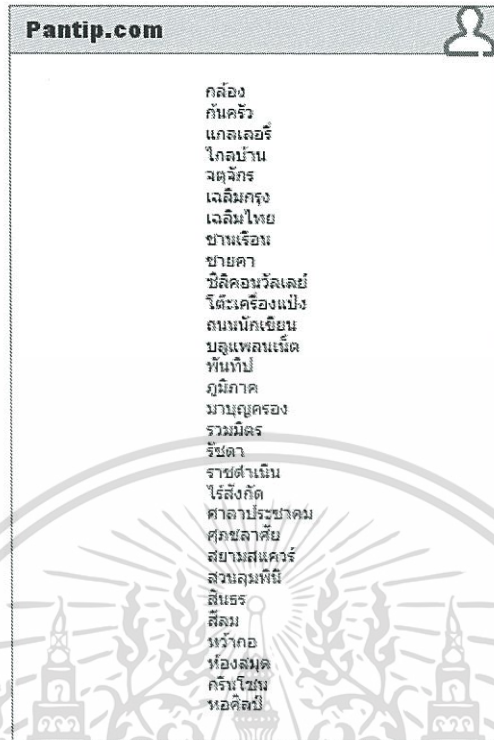 Pantip.com
กล้อง
ก้นครัว
แกลเลอรี่
ไกลบ้าน
จตุจักร
เฉลิมกรุง
เฉลิมไทย
ชานเรือน
ชายคา
ซิลิคอนวัลเลย์
โต๊ะเครื่องแป้ง
ถนนนักเขียน
บลูแพลนเน็ต
พันทิป
ภูมิภาค
มาบุญครอง
รวมมิตร
รัชดา
ราชดำเนิน
ไร้สังกัด
ศาลาประชาคม
ศุภชลาศัย
สยามสแควร์
สวนลุมพินี
สินธร
สีลม
หว้ากอ
ห้องสมุด
กรีนโซน
หอศิลป์